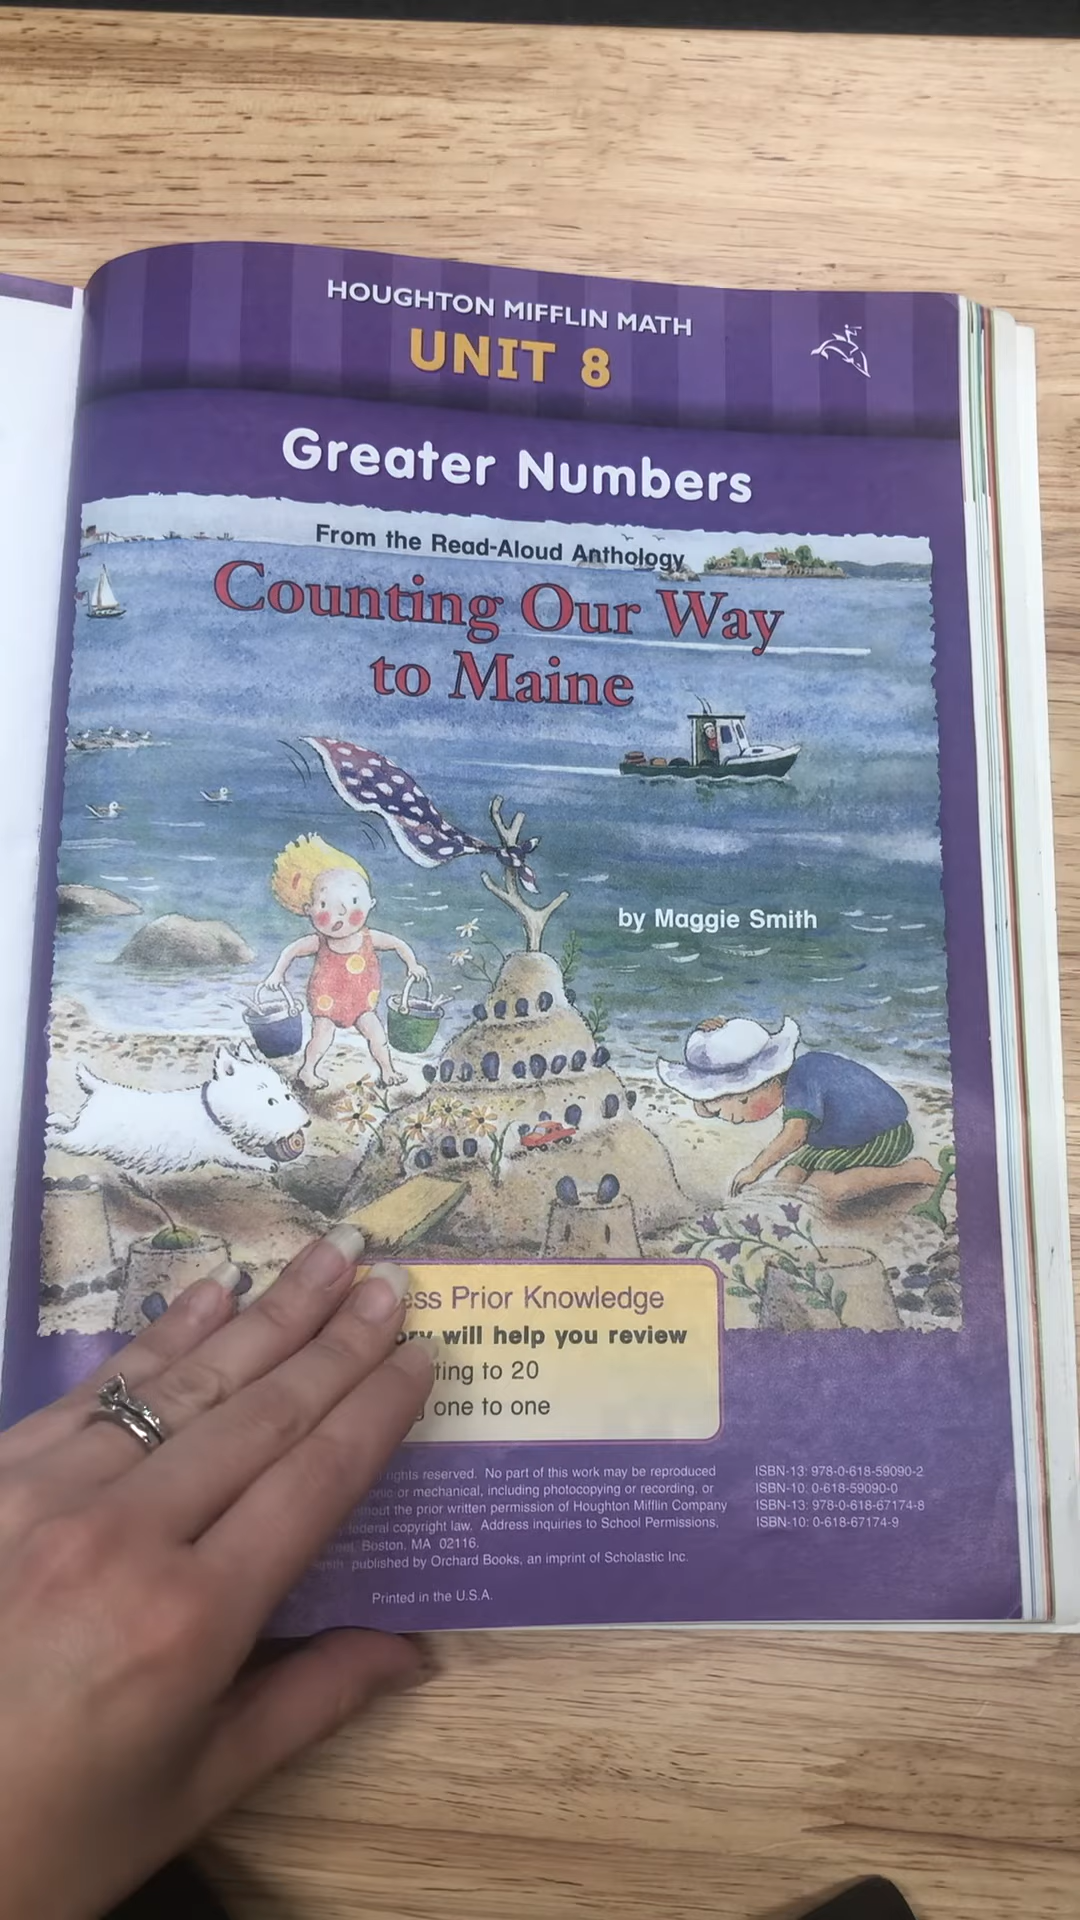 HOUGHTON MIFFLIN MATH
UNIT 8
Greater Numbers
From the Read-Aloud Anthology
Counting Our Way
to Maine
by Maggie Smith
Prior Knowledge
will help you review
to 20
one to one
rights reserved. No part of this work may be reproduced
or mechanical, including photocopying or recording, or
the prior written permission of Houghton Mifflin Company
federal copyright law. Address inquiries to School Permissions,
Boston, MA 02116.
published by Orchard Books, an imprint of Scholastic Inc.
Printed in the U.S.A.
ISBN-13: 978-0-618-59090-2
ISBN-10: 0-618-59090-0
ISBN-13: 978-0-618-67174-8
ISBN-10: 0-618-67174-9